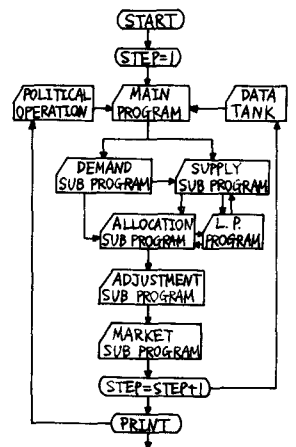 START
STEP=1
POLITICAL
OPERATION
MAIN
PROGRAM
DATA
TANK
DEMAND
SUB PROGRAM
SUPPLY
SUB PROGRAM
ALLOCATION
SUB PROGRAM
L.P.
PROGRAM
ADJUSTMENT
SUB PROGRAM
MARKET
SUB PROGRAM
STEP=STEP+1
PRINT